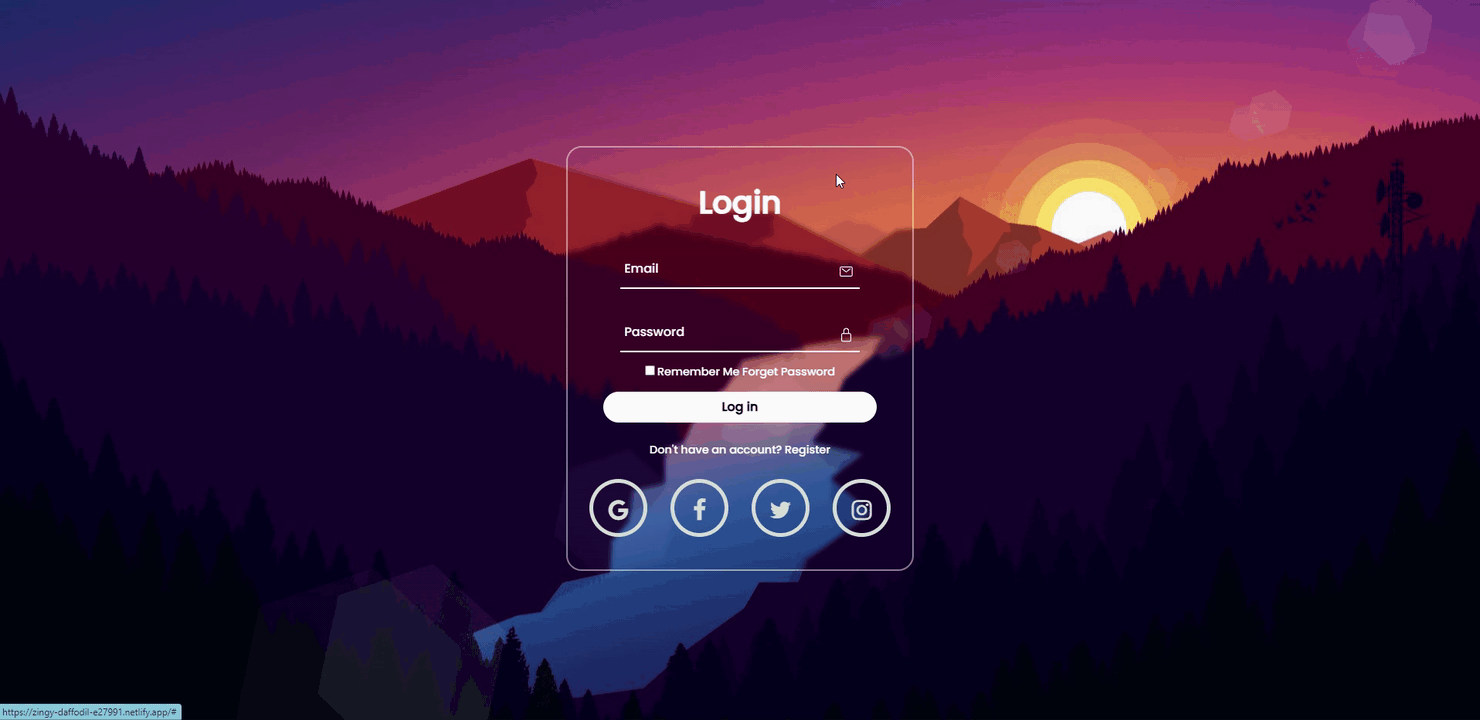 Login
Email
Password
Remember Me Forget Password
Log in
Don't have an account? Register
https://zingy-daffodil-e27991.netlify.app/#